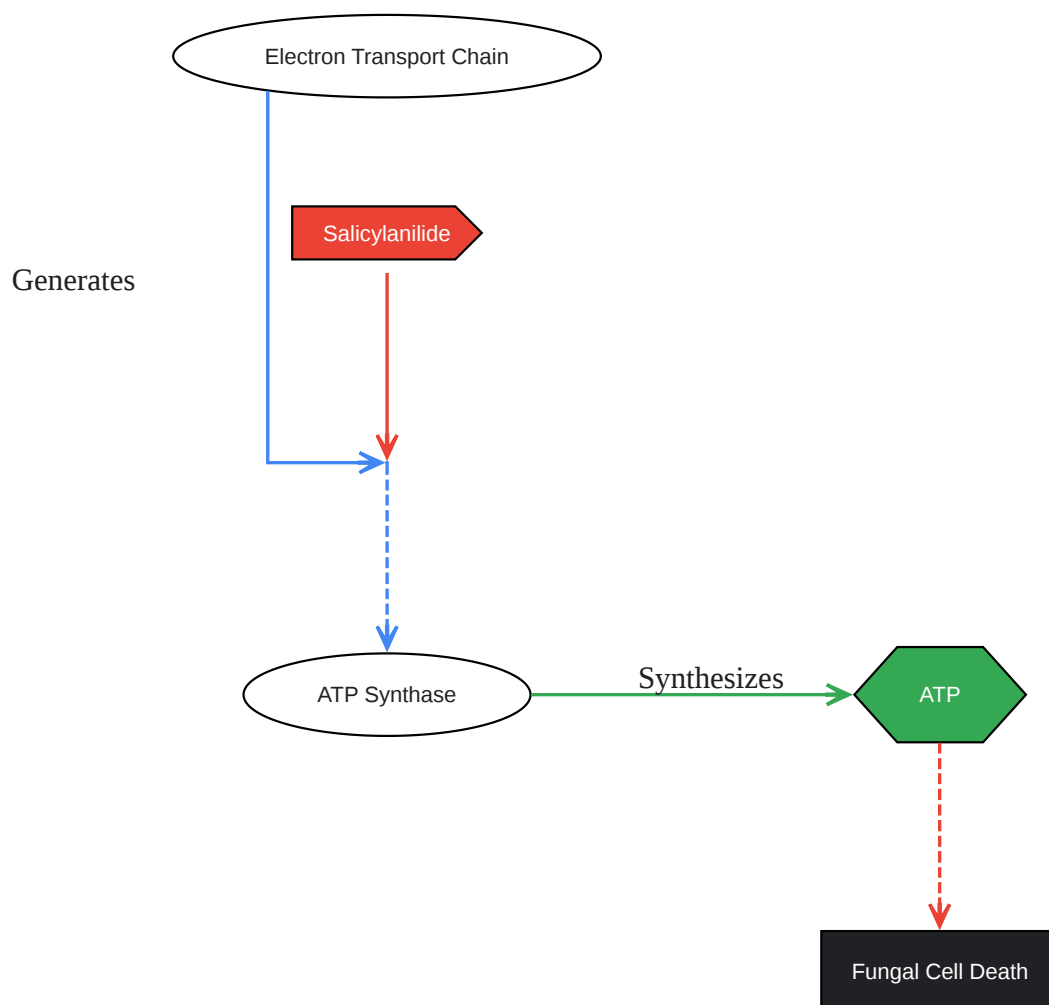 Electron Transport Chain
Salicylanilide
Generates
ATP Synthase
Synthesizes
ATP
Fungal Cell Death